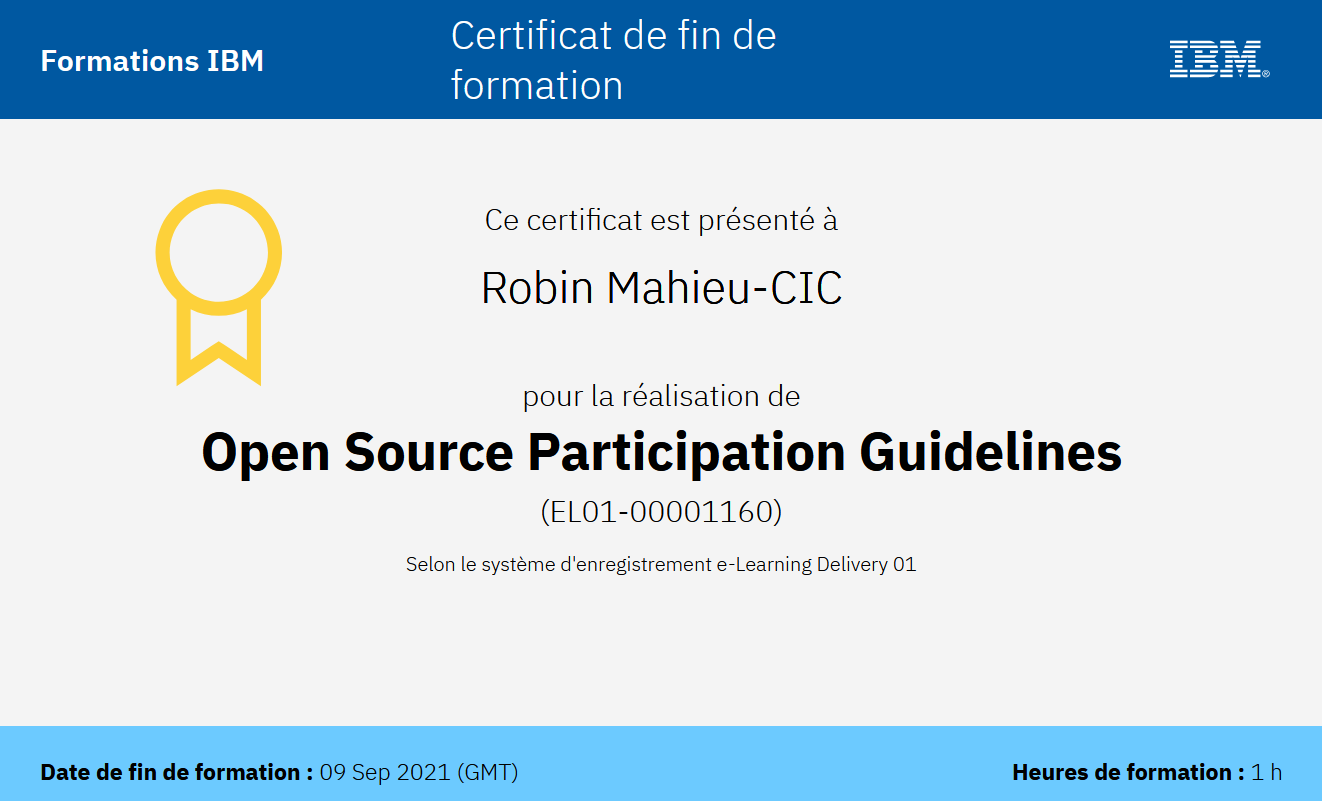 Formations IBM
Certificat de fin de
formation
IBM®
Ce certificat est présenté à
Robin Mahieu-CIC
pour la réalisation de
Open Source Participation Guidelines
(EL01-00001160)
Selon le système d'enregistrement e-Learning Delivery 01
Date de fin de formation : 09 Sep 2021 (GMT)
Heures de formation : 1 h